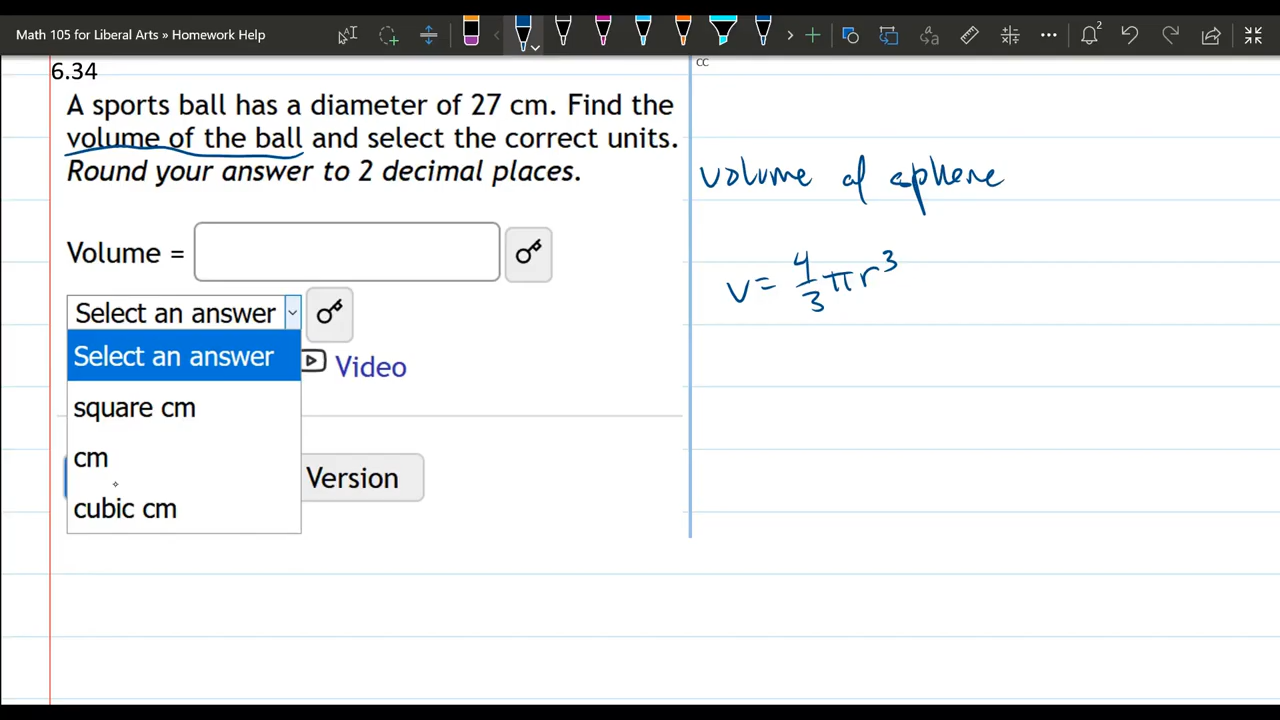 Math 105 for Liberal Arts » Homework Help
2
6.34
cc
A sports ball has a diameter of 27 cm. Find the
volume of the ball and select the correct units.
Round your answer to 2 decimal places.
Volume =
Select an answer
Select an answer
Video
square cm
cm
Version
cubic cm
volume of sphere
V = 4/3 πr³